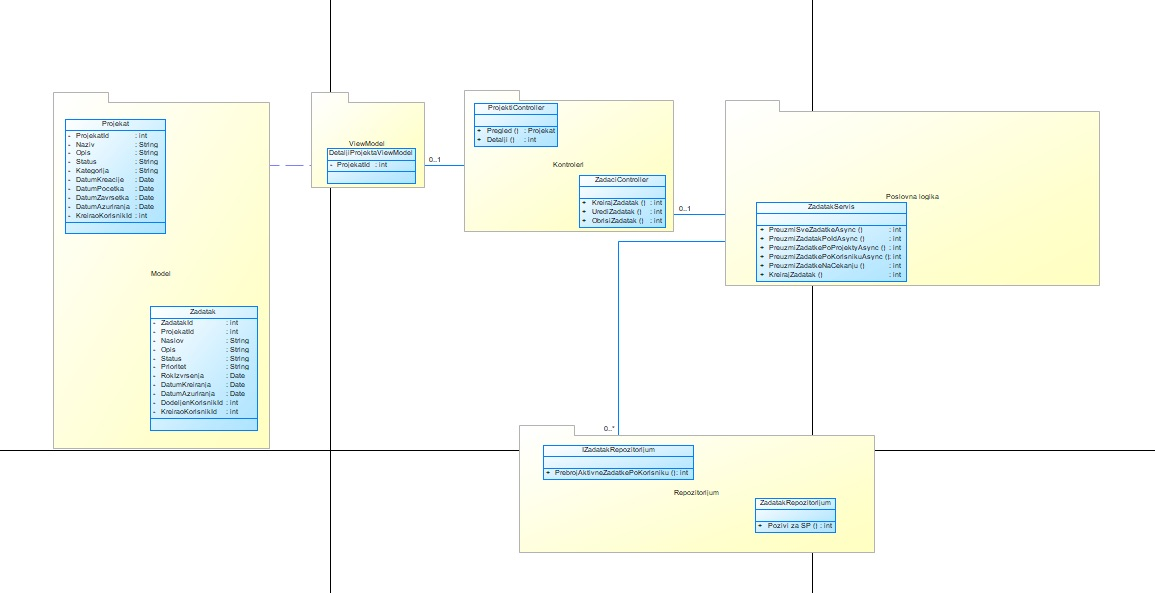 Projekat
- ProjekatId : int
- Naziv : String
- Opis : String
- Status : String
- Kategorija : String
- DatumKreacije : Date
- DatumPocetka : Date
- DatumZavrsetka : Date
- DatumAzuriranja : Date
- KreiraoKorisnikId : int
Model
Zadatak
- ZadatakId : int
- ProjekatId : int
- Naslov : String
- Opis : String
- Status : String
- Prioritet : String
- RokIzvrsenja : Date
- DatumKreiranja : Date
- DatumAzuriranja : Date
- DodeljenKorisnikId : int
- KreiraoKorisnikId : int
ViewModel
DetaljiProjektaViewModel
- ProjekatId : int
0..1
ProjektiController
+ Pregled () : Projekat
+ Detalji () : int
Kontroleri
ZadaciController
+ KreirajZadatak () : int
+ UrediZadatak () : int
+ ObrisiZadatak () : int
0..1
Poslovna logika
ZadatakServis
+ PreuzmiSveZadatkeAsync () : int
+ PreuzmiZadatakPoIdAsync () : int
+ PreuzmiZadatkePoProjektyAsync () : int
+ PreuzmiZadatkePoKorisnikuAsync () : int
+ PreuzmiZadatkeNaCekanju () : int
+ KreirajZadatak () : int
0..*
IZadatakRepozitorijum
+ PrebrojAktivneZadatkePoKorisniku () : int
Repozitorijum
ZadatakRepozitorijum
+ Pozivi za SP () : int